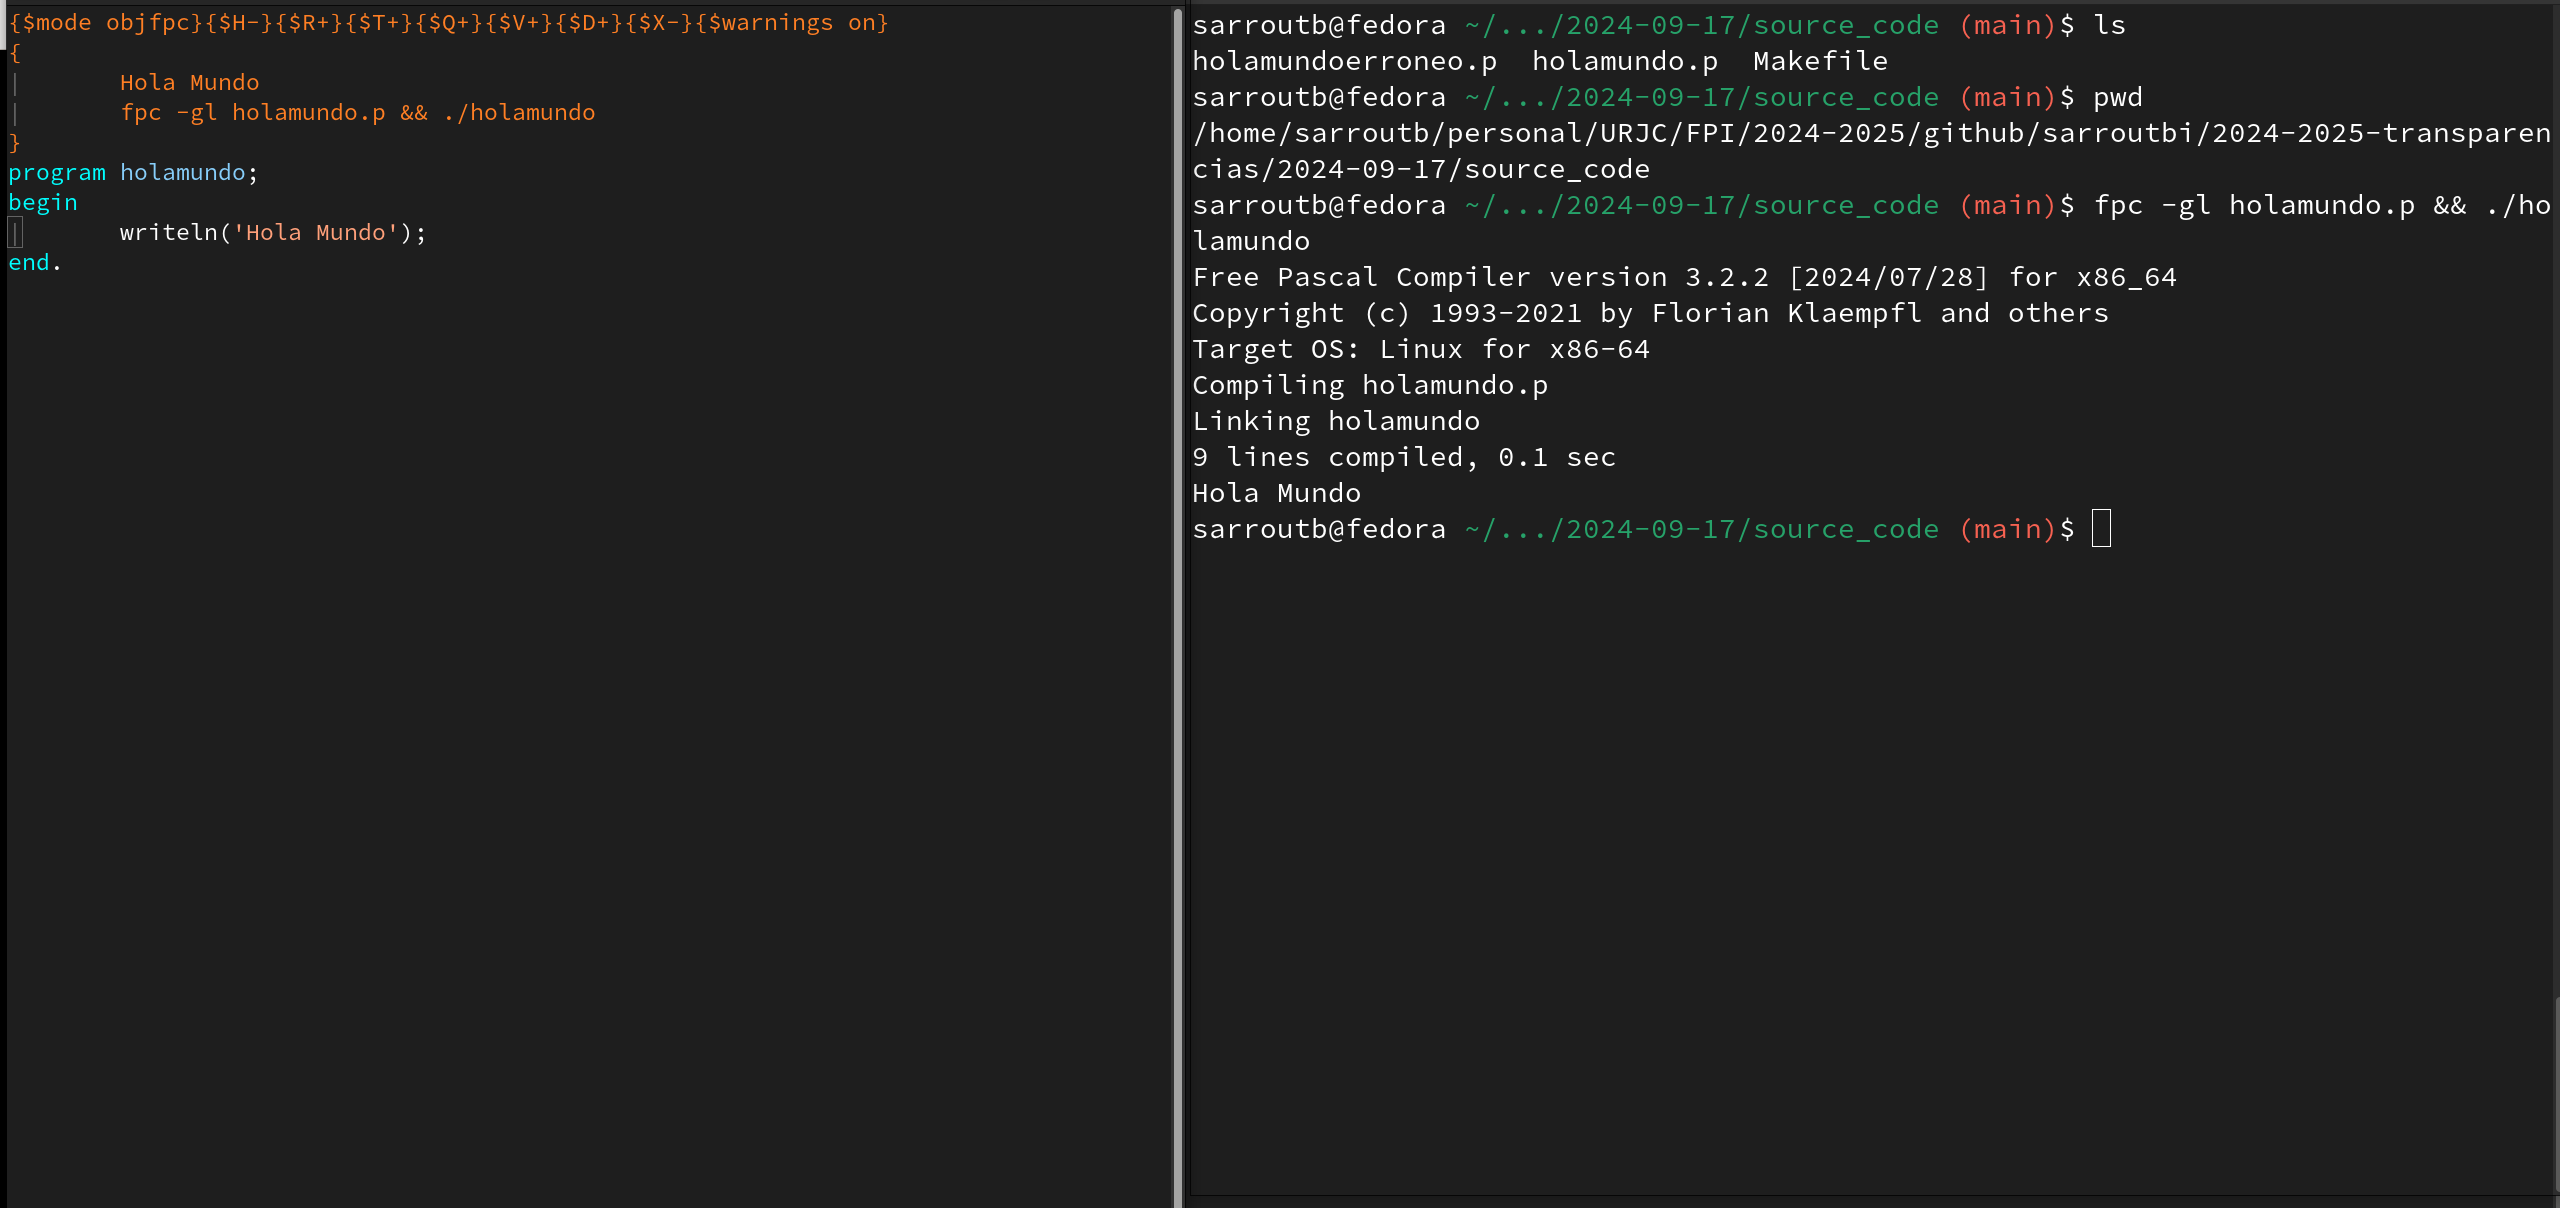 {$mode objfpc}{$H-}{$R+}{$T+}{$Q+}{$V+}{$D+}{$X-}{$warnings on}
{
Hola Mundo
fpc -gl holamundo.p && ./holamundo
}
program holamundo;
begin
writeln('Hola Mundo');
end.
sarroutb@fedora ~/.../2024-09-17/source_code (main)$ ls
holamundoerroneo.p  holamundo.p  Makefile
sarroutb@fedora ~/.../2024-09-17/source_code (main)$ pwd
/home/sarroutb/personal/URJC/FPI/2024-2025/github/sarroutbi/2024-2025-transparen
cias/2024-09-17/source_code
sarroutb@fedora ~/.../2024-09-17/source_code (main)$ fpc -gl holamundo.p && ./ho
lamundo
Free Pascal Compiler version 3.2.2 [2024/07/28] for x86_64
Copyright (c) 1993-2021 by Florian Klaempfl and others
Target OS: Linux for x86-64
Compiling holamundo.p
Linking holamundo
9 lines compiled, 0.1 sec
Hola Mundo
sarroutb@fedora ~/.../2024-09-17/source_code (main)$